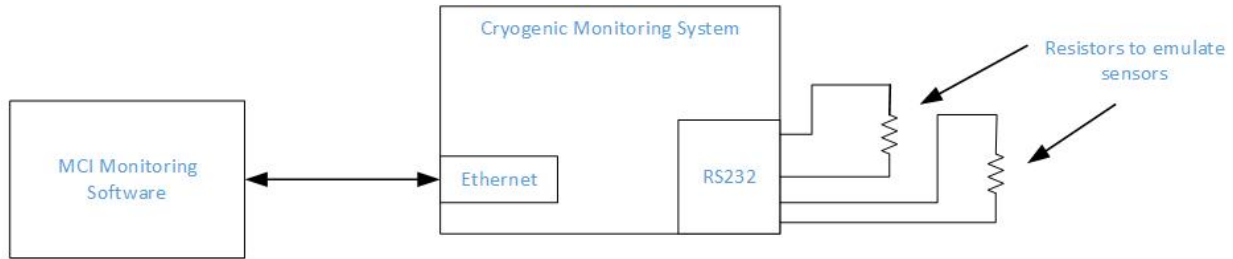 Cryogenic Monitoring System
Resistors to emulate
sensors
MCI Monitoring
Software
Ethernet
RS232